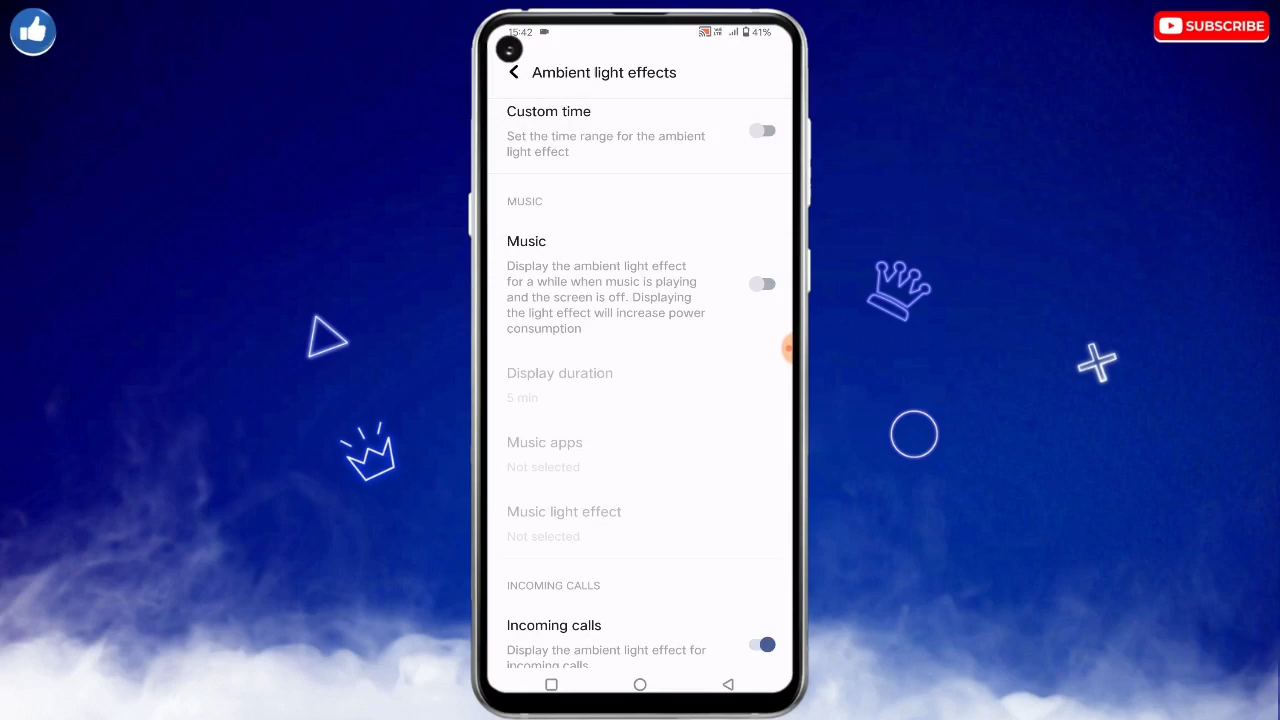 SUBSCRIBE
15:42
41%
Ambient light effects
Custom time
Set the time range for the ambient
light effect
MUSIC
Music
Display the ambient light effect
for a while when music is playing
and the screen is off. Displaying
the light effect will increase power
consumption
Display duration
5 min
Music apps
Not selected
Music light effect
Not selected
INCOMING CALLS
Incoming calls
Display the ambient light effect for
incoming calls